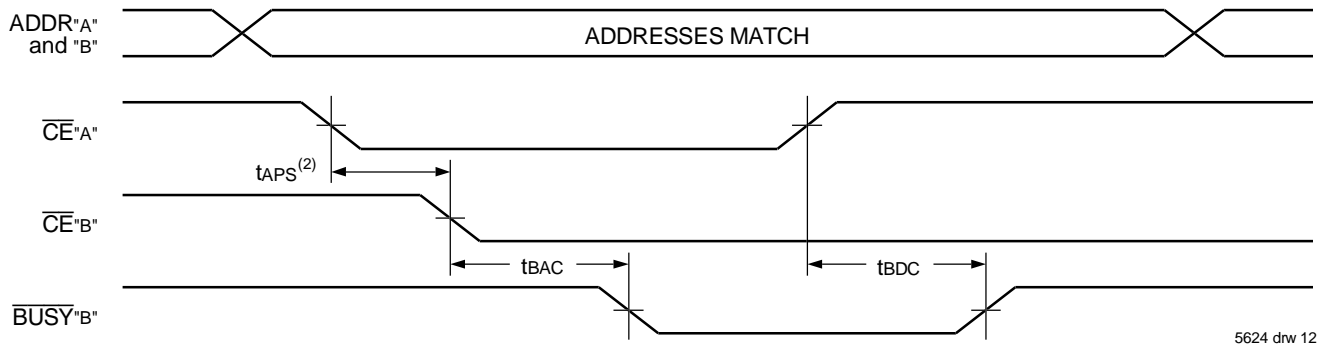 ADDR"A"
and "B"
ADDRESSES MATCH
CE"A"
tAPS(2)
CE"B"
tBAC
tBDC
BUSY"B"
5624 drw 12